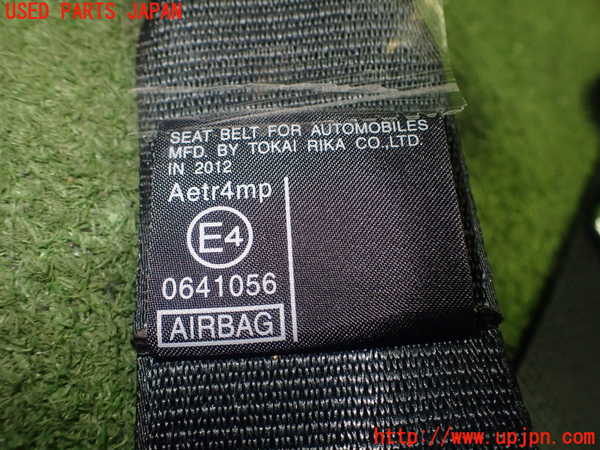 USED PARTS JAPAN
SEAT BELT FOR AUTOMOBILES
MFD. BY TOKAI RIKA CO.,LTD.
IN 2012
Aetr4mp
E4
0641056
AIRBAG
http://www.upjpn.com